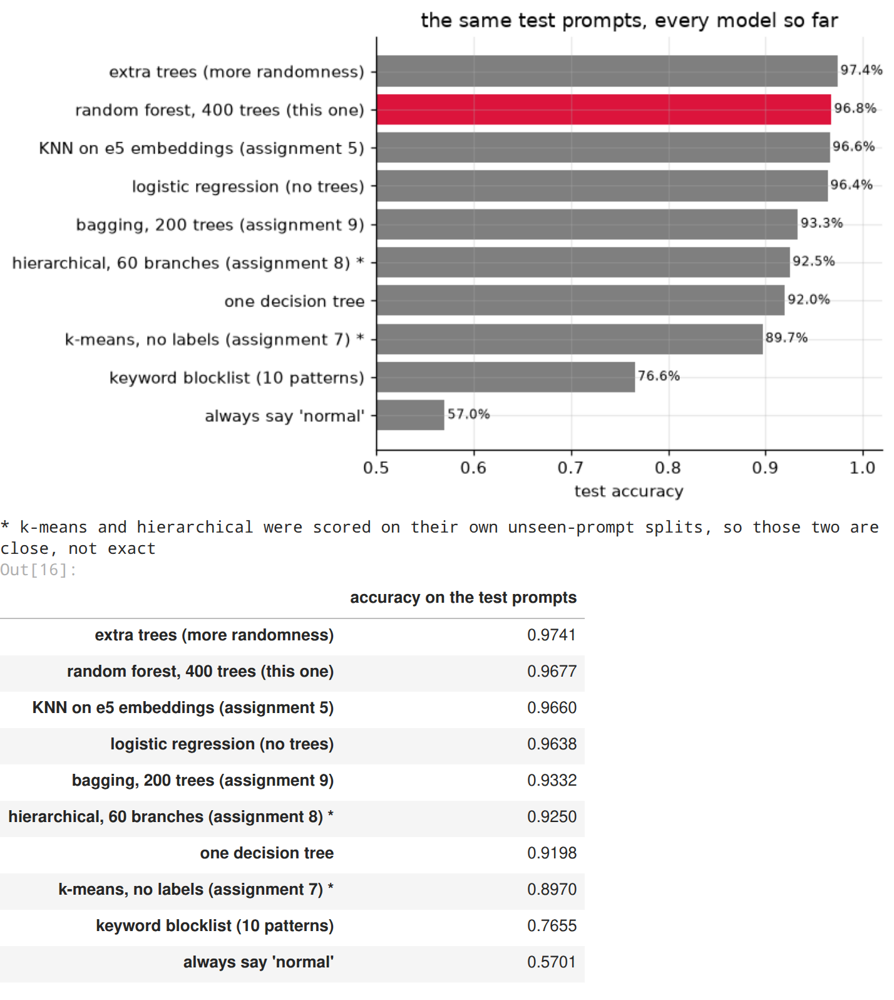 the same test prompts, every model so far
extra trees (more randomness) 97.4%
random forest, 400 trees (this one) 96.8%
KNN on e5 embeddings (assignment 5) 96.6%
logistic regression (no trees) 96.4%
bagging, 200 trees (assignment 9) 93.3%
hierarchical, 60 branches (assignment 8) * 92.5%
one decision tree 92.0%
k-means, no labels (assignment 7) * 89.7%
keyword blocklist (10 patterns) 76.6%
always say 'normal' 57.0%
0.5 0.6 0.7 0.8 0.9 1.0
test accuracy
* k-means and hierarchical were scored on their own unseen-prompt splits, so those two are
close, not exact
Out[16]:
accuracy on the test prompts
extra trees (more randomness) 0.9741
random forest, 400 trees (this one) 0.9677
KNN on e5 embeddings (assignment 5) 0.9660
logistic regression (no trees) 0.9638
bagging, 200 trees (assignment 9) 0.9332
hierarchical, 60 branches (assignment 8) * 0.9250
one decision tree 0.9198
k-means, no labels (assignment 7) * 0.8970
keyword blocklist (10 patterns) 0.7655
always say 'normal' 0.5701